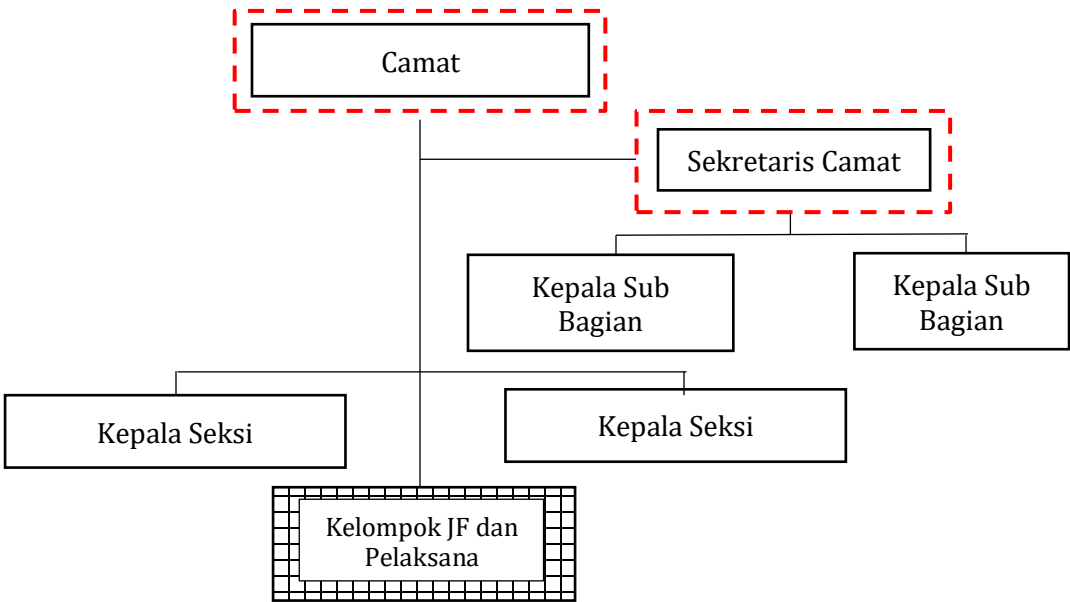 Camat
Sekretaris Camat
Kepala Sub
Bagian
Kepala Sub
Bagian
Kepala Seksi
Kepala Seksi
Kelompok JF dan
Pelaksana